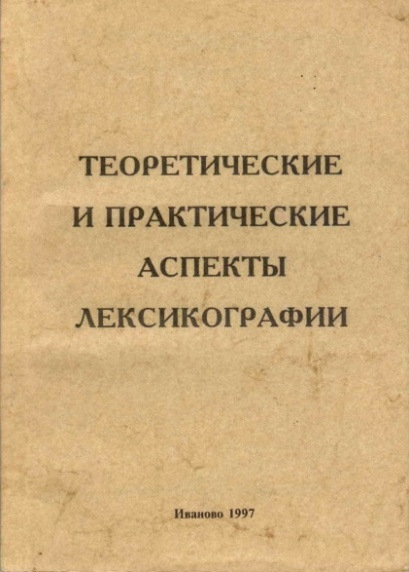 ТЕОРЕТИЧЕСКИЕ
И ПРАКТИЧЕСКИЕ
АСПЕКТЫ
ЛЕКСИКОГРАФИИ
Иваново 1997